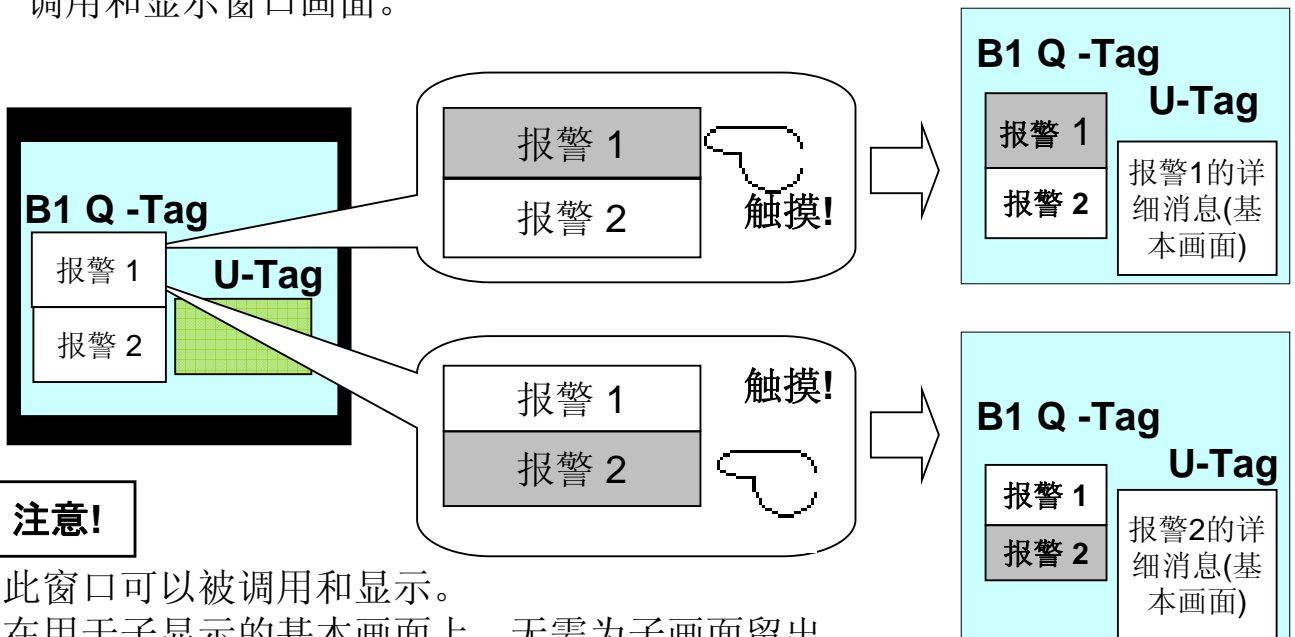 调用和显示窗口画面。
B1 Q -Tag
报警 1
报警 2
U-Tag
报警 1
报警 2
触摸!
报警 1
报警 2
触摸!
B1 Q -Tag
U-Tag
报警 1
报警 2
报警1的详
细消息(基
本画面)
B1 Q -Tag
U-Tag
报警 1
报警 2
报警2的详
细消息(基
本画面)
注意!
此窗口可以被调用和显示。
在用于子显示的基本画面上，无需为子画面留出